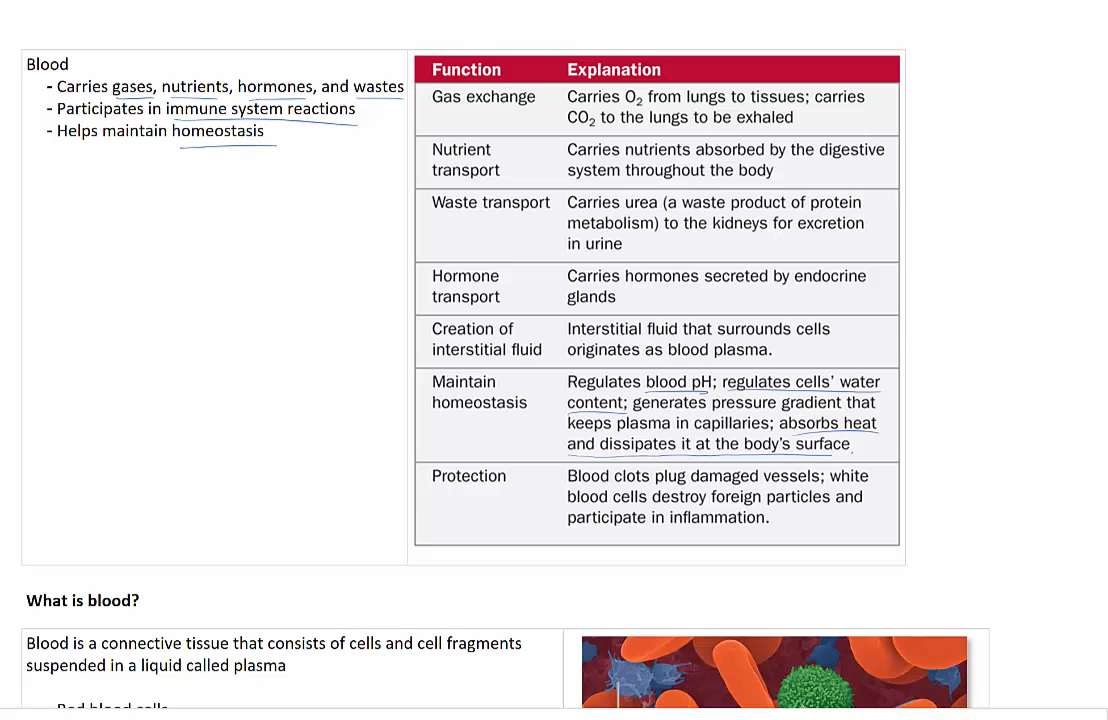 Blood
- Carries gases, nutrients, hormones, and wastes
- Participates in immune system reactions
- Helps maintain homeostasis
Function Explanation
Gas exchange Carries O₂ from lungs to tissues; carries
CO₂ to the lungs to be exhaled
Nutrient Carries nutrients absorbed by the digestive
transport system throughout the body
Waste transport Carries urea (a waste product of protein
metabolism) to the kidneys for excretion
in urine
Hormone Carries hormones secreted by endocrine
transport glands
Creation of Interstitial fluid that surrounds cells
interstitial fluid originates as blood plasma.
Maintain Regulates blood pH; regulates cells' water
homeostasis content; generates pressure gradient that
keeps plasma in capillaries; absorbs heat
and dissipates it at the body's surface
Protection Blood clots plug damaged vessels; white
blood cells destroy foreign particles and
participate in inflammation.
What is blood?
Blood is a connective tissue that consists of cells and cell fragments
suspended in a liquid called plasma
Red blood cells